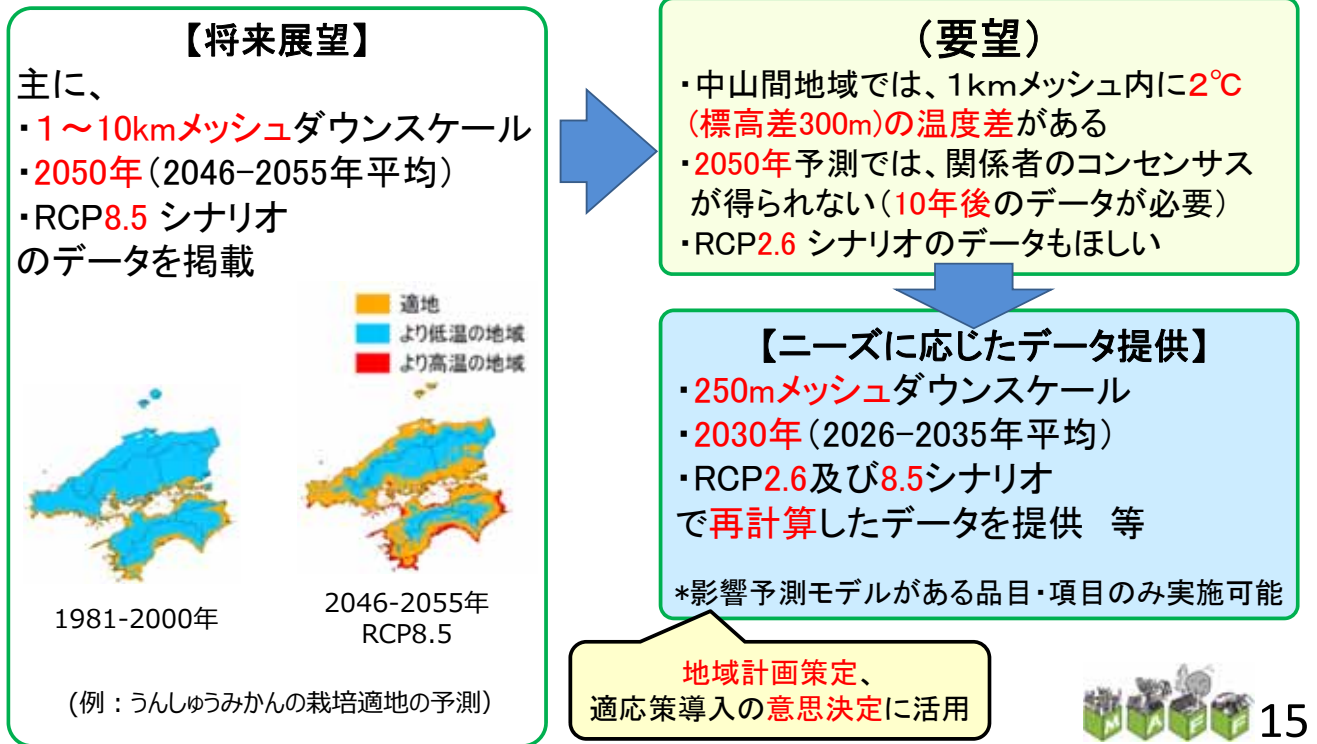 【将来展望】
主に、
・1～10kmメッシュダウンスケール
・2050年(2046-2055年平均)
・RCP8.5 シナリオ
のデータを掲載
適地
より低温の地域
より高温の地域
1981-2000年
2046-2055年
RCP8.5
(例：うんしゅうみかんの栽培適地の予測)
(要望)
・中山間地域では、1kmメッシュ内に2℃
(標高差300m)の温度差がある
・2050年予測では、関係者のコンセンサス
が得られない(10年後のデータが必要)
・RCP2.6 シナリオのデータもほしい
【ニーズに応じたデータ提供】
・250mメッシュダウンスケール
・2030年(2026-2035年平均)
・RCP2.6及び8.5シナリオ
で再計算したデータを提供　等
*影響予測モデルがある品目・項目のみ実施可能
地域計画策定、
適応策導入の意思決定に活用
MAFF
15